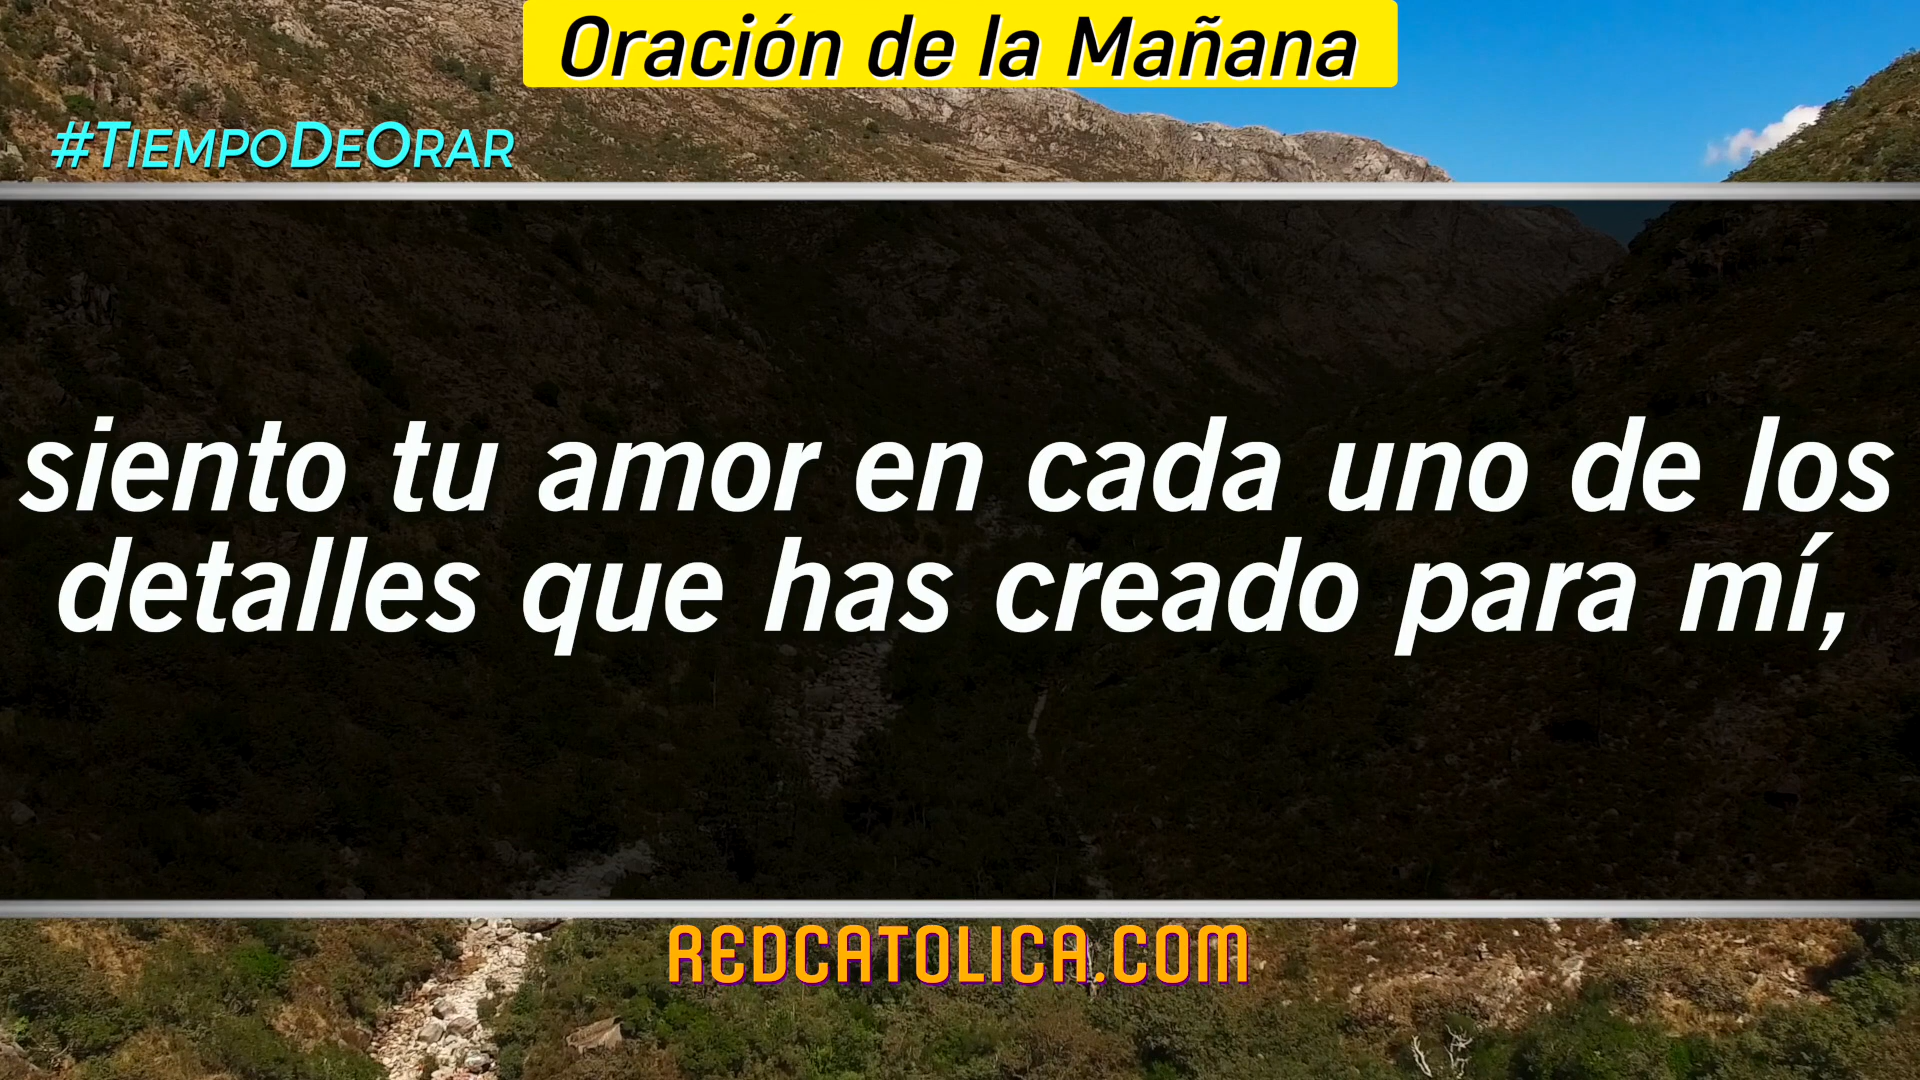 Oración de la Mañana
#TiempoDeOrar
siento tu amor en cada uno de los
detalles que has creado para mí,
REDCATOLICA.COM